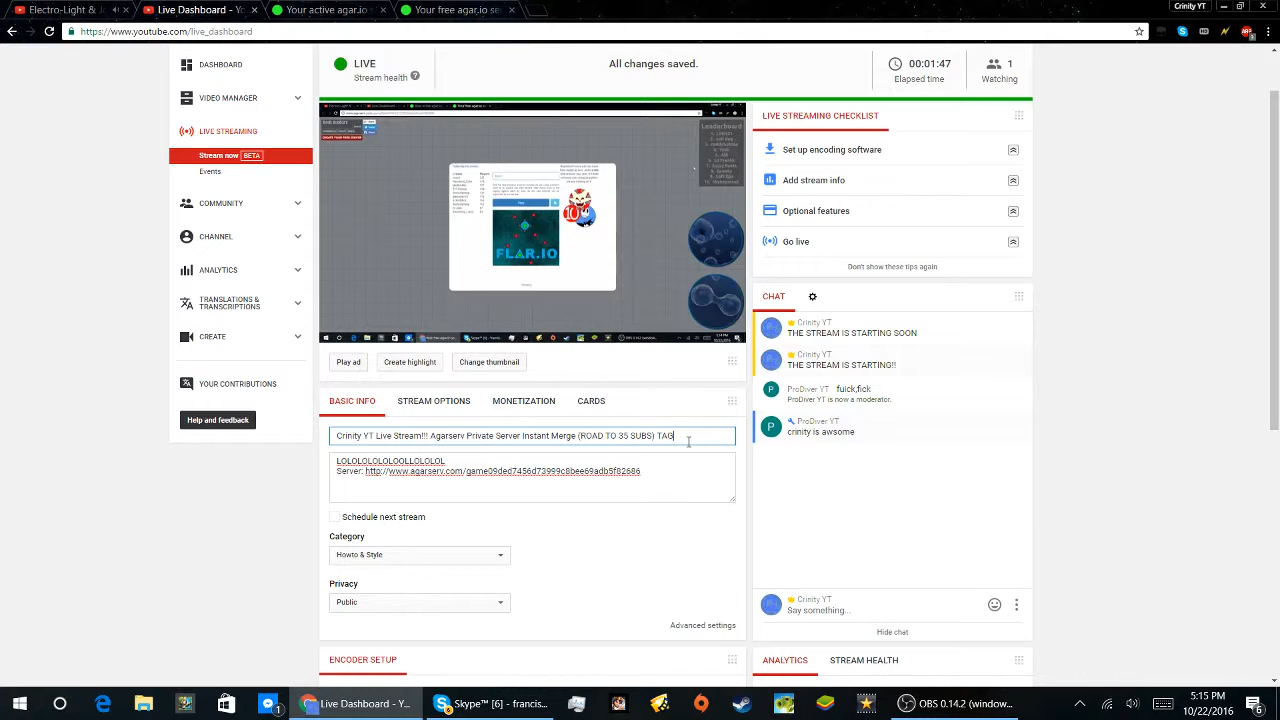 Electro-Light &
Live Dashboard - Y
Your active agar.io
Your free agar.io se
Crinity YT
https://www.youtube.com/live_dashboard
DASHBOARD
VIDEO MANAGER
LIVE STREAMING
Stream now BETA
Events
COMMUNITY
CHANNEL
ANALYTICS
TRANSLATIONS &
TRANSCRIPTIONS
CREATE
YOUR CONTRIBUTIONS
Help and feedback
LIVE
Stream health
All changes saved.
00:01:47
Elapsed time
1
Watching
Leaderboard
Play
FLAR.IO
Play ad
Create highlight
Change thumbnail
BASIC INFO
STREAM OPTIONS
MONETIZATION
CARDS
Crinity YT Live Stream!!! Agarserv Private Server Instant Merge (ROAD TO 35 SUBS) TAG
LOLOLOLOLOLOOLLOLOLOL
Server: http://www.agarserv.com/game09ded7456d73999c8bee69adb5f82686
Schedule next stream
Category
Howto & Style
Privacy
Public
Advanced settings
ENCODER SETUP
LIVE STREAMING CHECKLIST
Set up encoding software
Add stream info
Optional features
Go live
Don't show these tips again
CHAT
Crinity YT
THE STREAM IS STARTING SOON
Crinity YT
THE STREAM IS STARTING!!
ProDiver YT fuick,fick
ProDiver YT is now a moderator.
ProDiver YT
crinity is awsome
Crinity YT
Say something...
Hide chat
ANALYTICS
STREAM HEALTH
Live Dashboard - Y...
Skype™ [6] - francis...
OBS 0.14.2 (window...
5:15 PM
10/22/2016